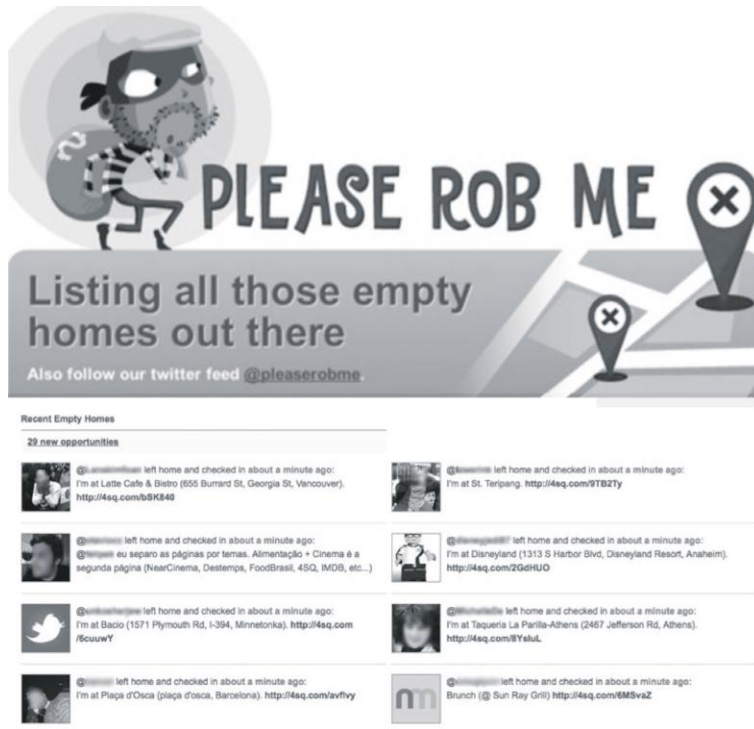 PLEASE ROB ME
Listing all those empty
homes out there
Also follow our twitter feed @pleaserobme.
Recent Empty Homes
29 new opportunities
@ left home and checked in about a minute ago:
I'm at Latte Cafe & Bistro (655 Burrard St, Georgia St, Vancouver).
http://4sq.com/bSK840
@ left home and checked in about a minute ago:
I'm at St. Teripang. http://4sq.com/9TB2Ty
@ left home and checked in about a minute ago:
@ eu separo as páginas por temas. Alimentação + Cinema é a
segunda página (NearCinema, Destemps, FoodBrasil, 4SQ, IMDB, etc...)
@ left home and checked in about a minute ago:
I'm at Disneyland (1313 S Harbor Blvd, Disneyland Resort, Anaheim).
http://4sq.com/2GdHUO
@ left home and checked in about a minute ago:
I'm at Bacio (1571 Plymouth Rd, I-394, Minnetonka). http://4sq.com
/6cuuwY
@ left home and checked in about a minute ago:
I'm at Taqueria La Parilla-Athens (2467 Jefferson Rd, Athens).
http://4sq.com/8YsIuL
@ left home and checked in about a minute ago:
I'm at Plaça d'Osca (plaça d'osca, Barcelona). http://4sq.com/avfIvy
@ left home and checked in about a minute ago:
Brunch (@ Sun Ray Grill) http://4sq.com/6MSvaZ